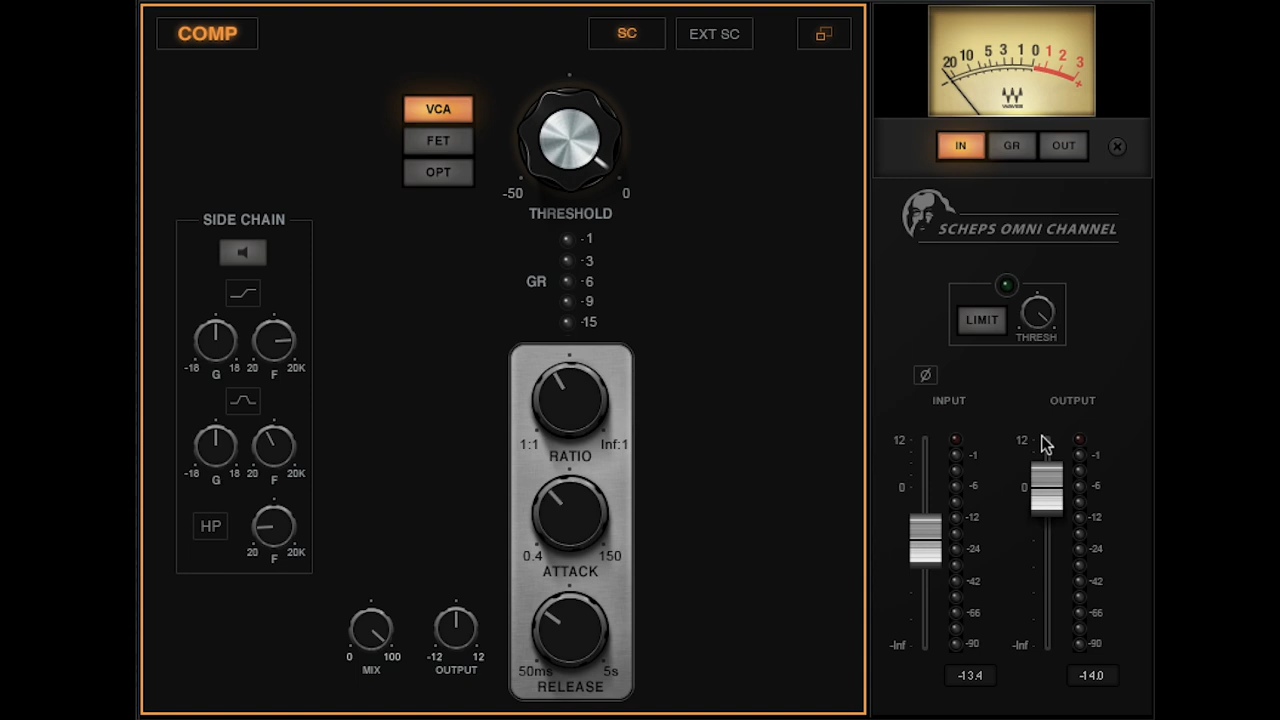 COMP
SC
EXT SC
VCA
FET
OPT
-50
0
THRESHOLD
GR
-1
-3
-6
-9
-15
SIDE CHAIN
-18 18 20 20K
G F
-18 18 20 20K
G F
HP
20 20K
F
1:1 Inf:1
RATIO
0.4 150
ATTACK
50ms 5s
RELEASE
0 100
MIX
-12 12
OUTPUT
20 10 5 3 1 0 1 2 3
WAVES
IN
GR
OUT
SCHEPS OMNI CHANNEL
LIMIT
THRESH
Ø
INPUT
OUTPUT
12
0
-Inf
-1
-6
-12
-24
-42
-66
-90
-13.4
12
0
-Inf
-1
-6
-12
-24
-42
-66
-90
-14.0